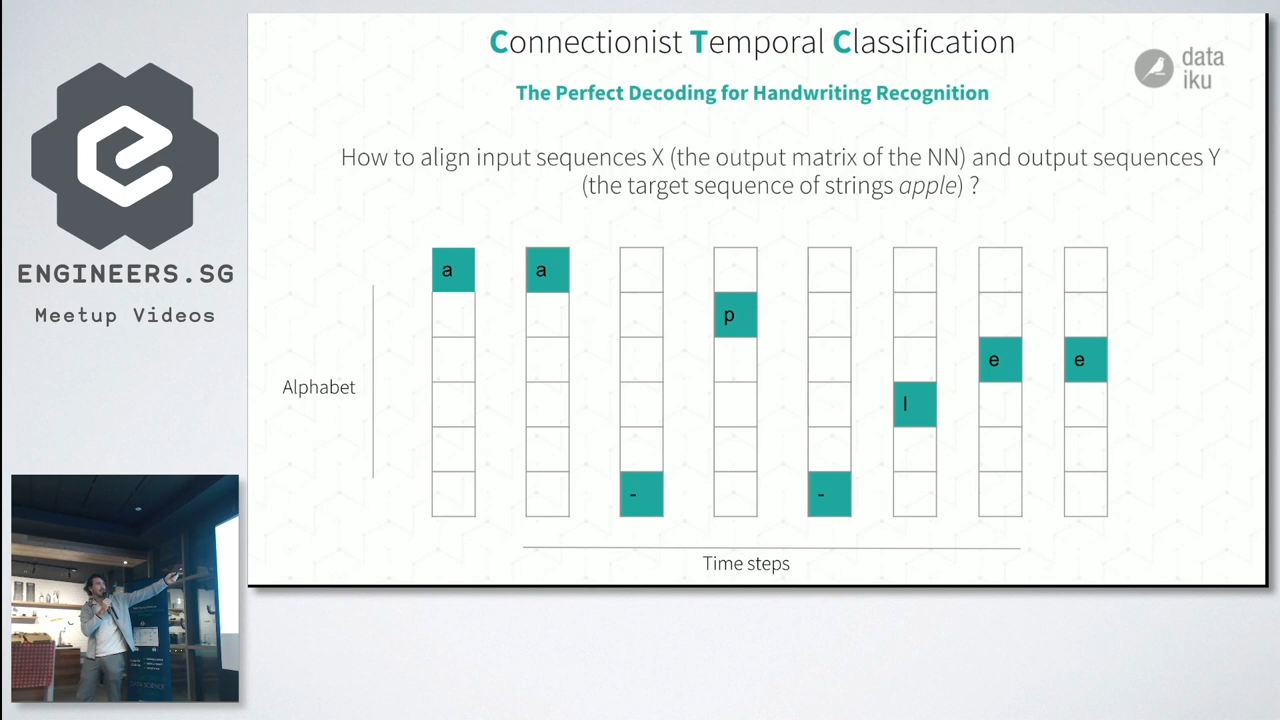 ENGINEERS.SG
Meetup Videos
Connectionist Temporal Classification
data
iku
The Perfect Decoding for Handwriting Recognition
How to align input sequences X (the output matrix of the NN) and output sequences Y
(the target sequence of strings apple) ?
a a
p
e e
Alphabet
l
- -
Time steps